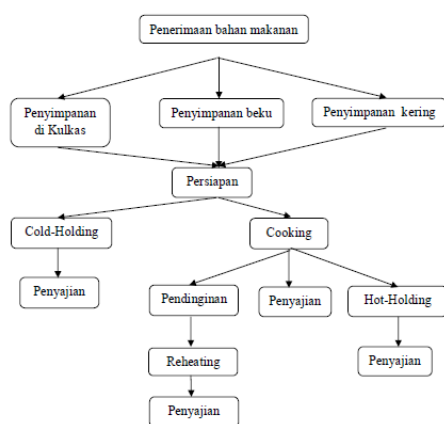 Penerimaan bahan makanan
Penyimpanan
di Kulkas
Penyimpanan beku
Penyimpanan kering
Persiapan
Cold-Holding
Cooking
Penyajian
Pendinginan
Penyajian
Hot-Holding
Reheating
Penyajian
Penyajian